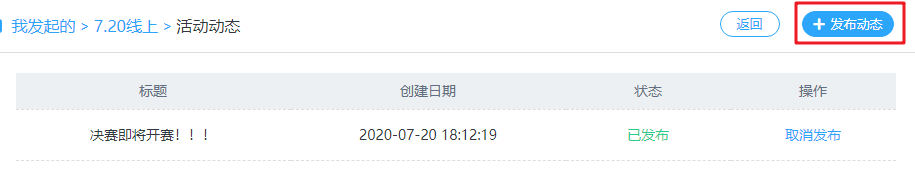 我发起的 > 7.20线上 > 活动动态 返回 + 发布动态
标题 创建日期 状态 操作
决赛即将开赛！！！ 2020-07-20 18:12:19 已发布 取消发布